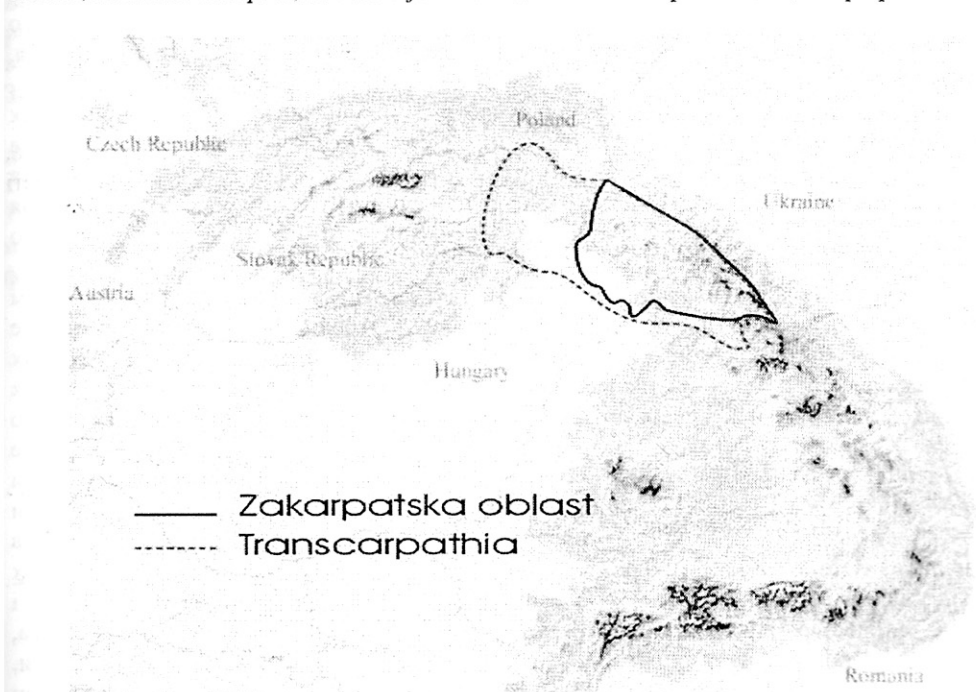 Poland
Czech Republic
Ukraine
Slovak Republic
Austria
Hungary
Zakarpatska oblast
Transcarpathia
Romania